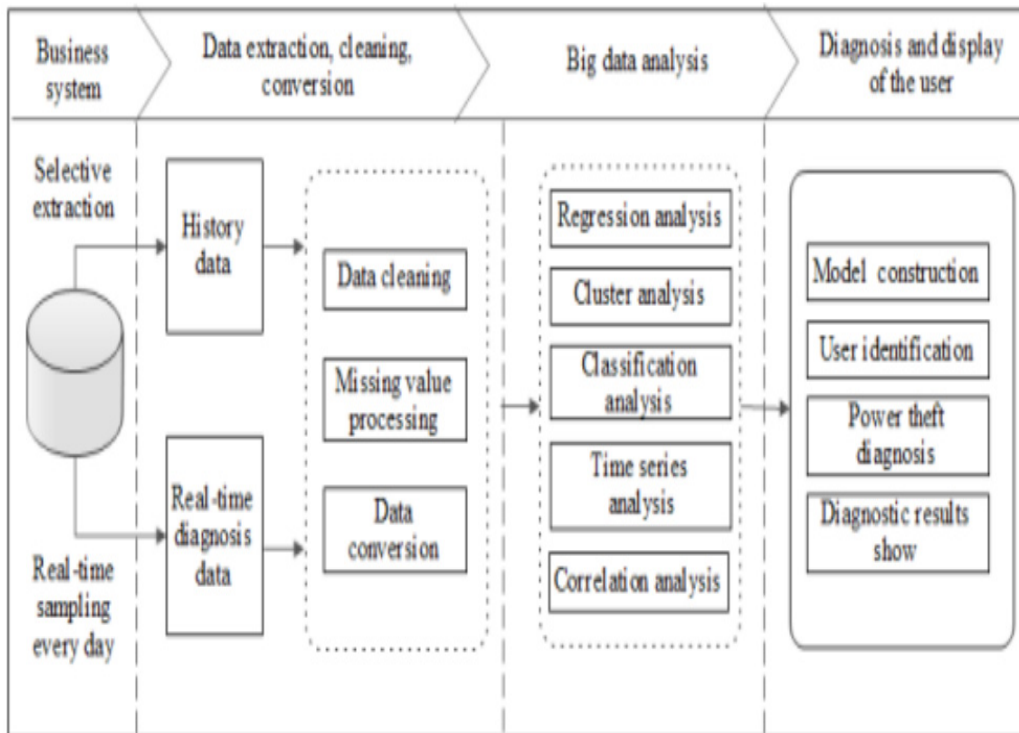 Business
system
Data extraction, cleaning,
conversion
Big data analysis
Diagnosis and display
of the user
Selective
extraction
Real-time
sampling
every day
History
data
Real-time
diagnosis
data
Data cleaning
Missing value
processing
Data
conversion
Regression analysis
Cluster analysis
Classification
analysis
Time series
analysis
Correlation analysis
Model construction
User identification
Power theft
diagnosis
Diagnostic results
show